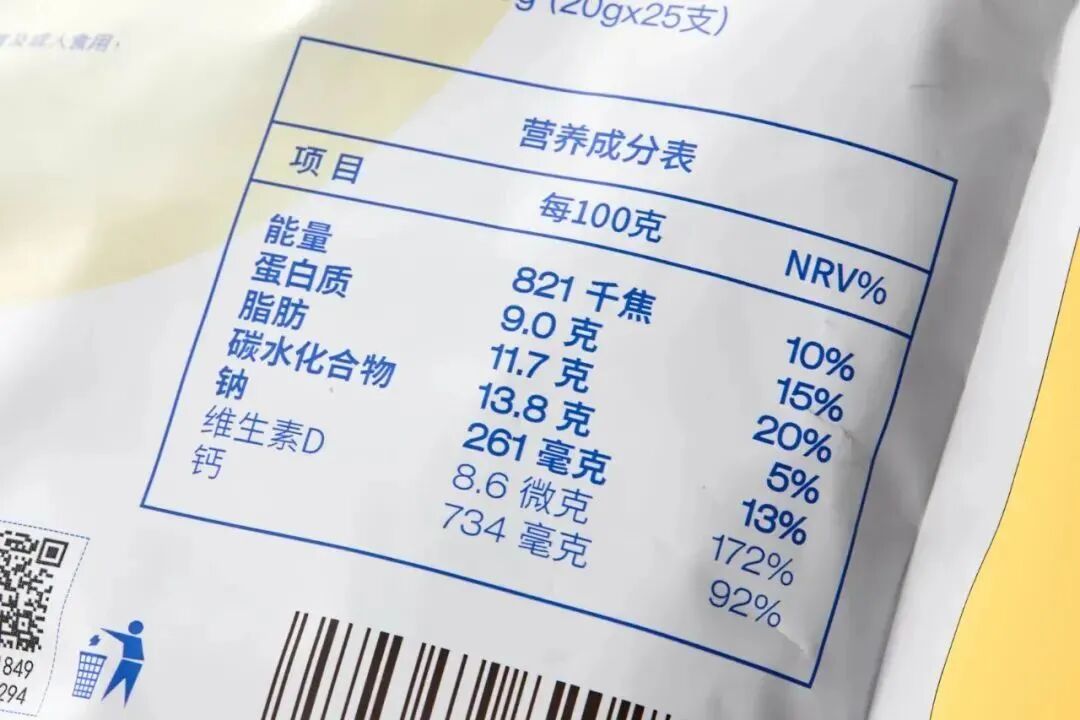 (20gx25支)
营养成分表
项目 每100克 NRV%
能量 821 千焦 10%
蛋白质 9.0 克 15%
脂肪 11.7 克 20%
碳水化合物 13.8 克 5%
钠 261 毫克 13%
维生素D 8.6 微克 172%
钙 734 毫克 92%
1849
294